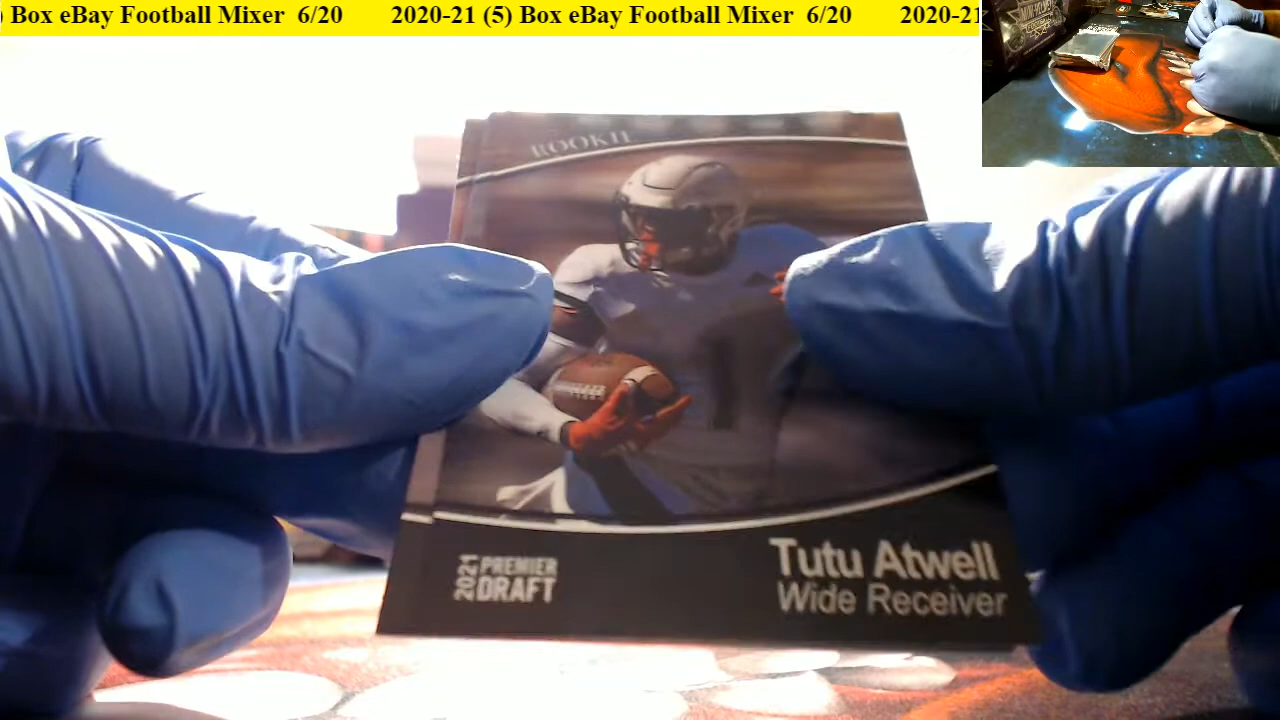 ) Box eBay Football Mixer 6/20 2020-21 (5) Box eBay Football Mixer 6/20 2020-21
ROOKIE
2021 PREMIER
DRAFT
Tutu Atwell
Wide Receiver